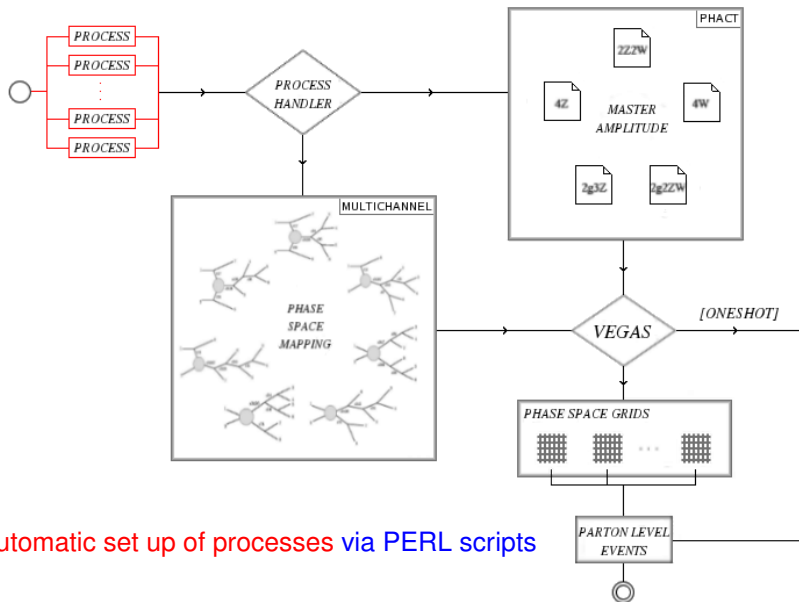 PROCESS
PROCESS
PROCESS
PROCESS
PROCESS
HANDLER
PHACT
2Z2W
4Z
4W
MASTER
AMPLITUDE
2g3Z
2g2ZW
MULTICHANNEL
PHASE
SPACE
MAPPING
VEGAS
[ONESHOT]
PHASE SPACE GRIDS
PARTON LEVEL
EVENTS
utomatic set up of processes via PERL scripts